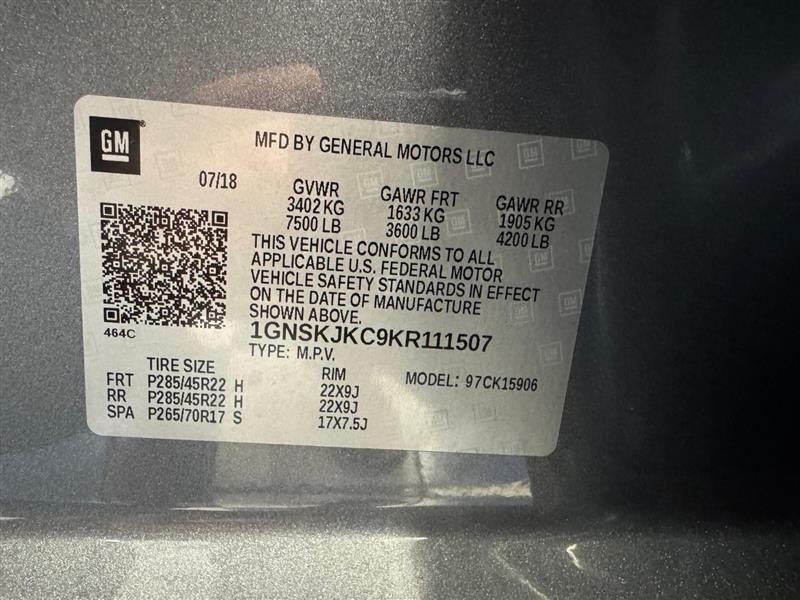 GM
MFD BY GENERAL MOTORS LLC
07/18
GVWR
3402 KG
7500 LB
GAWR FRT
1633 KG
3600 LB
GAWR RR
1905 KG
4200 LB
THIS VEHICLE CONFORMS TO ALL
APPLICABLE U.S. FEDERAL MOTOR
VEHICLE SAFETY STANDARDS IN EFFECT
ON THE DATE OF MANUFACTURE
SHOWN ABOVE.
464C
1GNSKJKC9KR111507
TYPE: M.P.V.
MODEL: 97CK15906
TIRE SIZE RIM
FRT P285/45R22 H 22X9J
RR P285/45R22 H 22X9J
SPA P265/70R17 S 17X7.5J